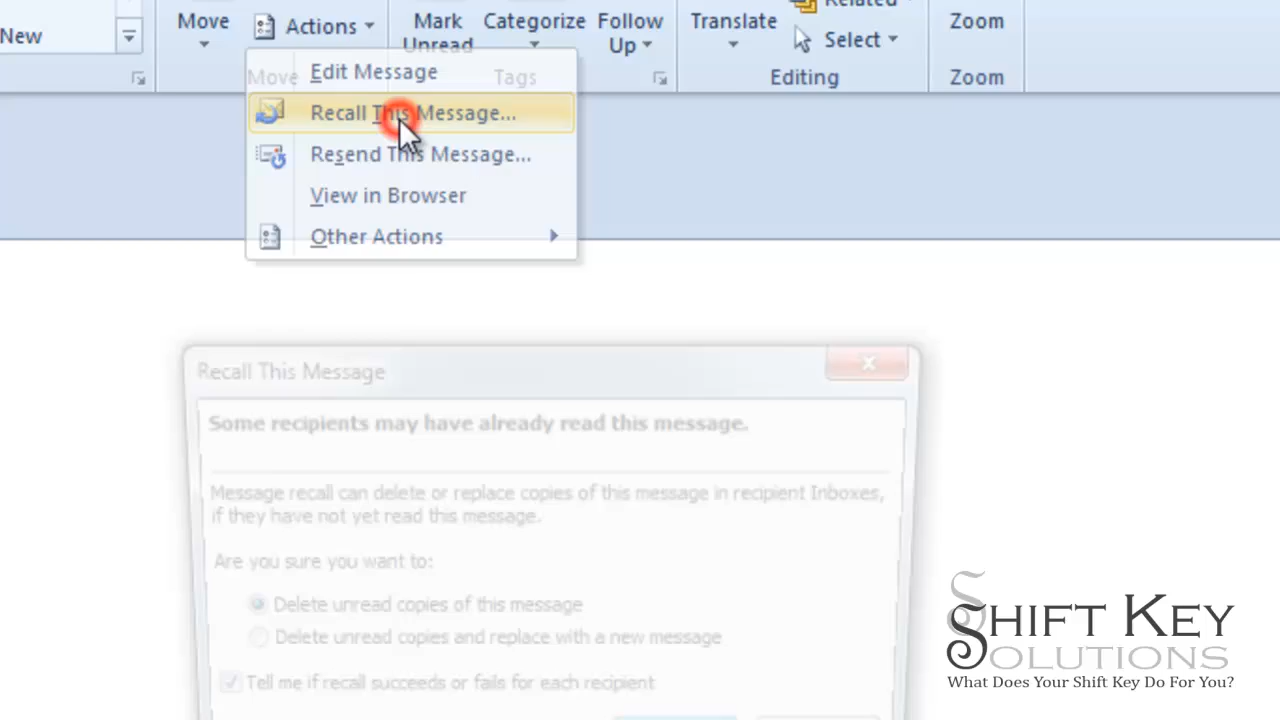 New
Move
Actions
Mark
Unread
Categorize
Follow
Up
Translate
Related
Select
Zoom
Move
Tags
Editing
Zoom
Edit Message
Recall This Message...
Resend This Message...
View in Browser
Other Actions
Recall This Message
Some recipients may have already read this message.
Message recall can delete or replace copies of this message in recipient Inboxes,
if they have not yet read this message.
Are you sure you want to:
Delete unread copies of this message
Delete unread copies and replace with a new message
Tell me if recall succeeds or fails for each recipient
SHIFT KEY
SOLUTIONS
What Does Your Shift Key Do For You?